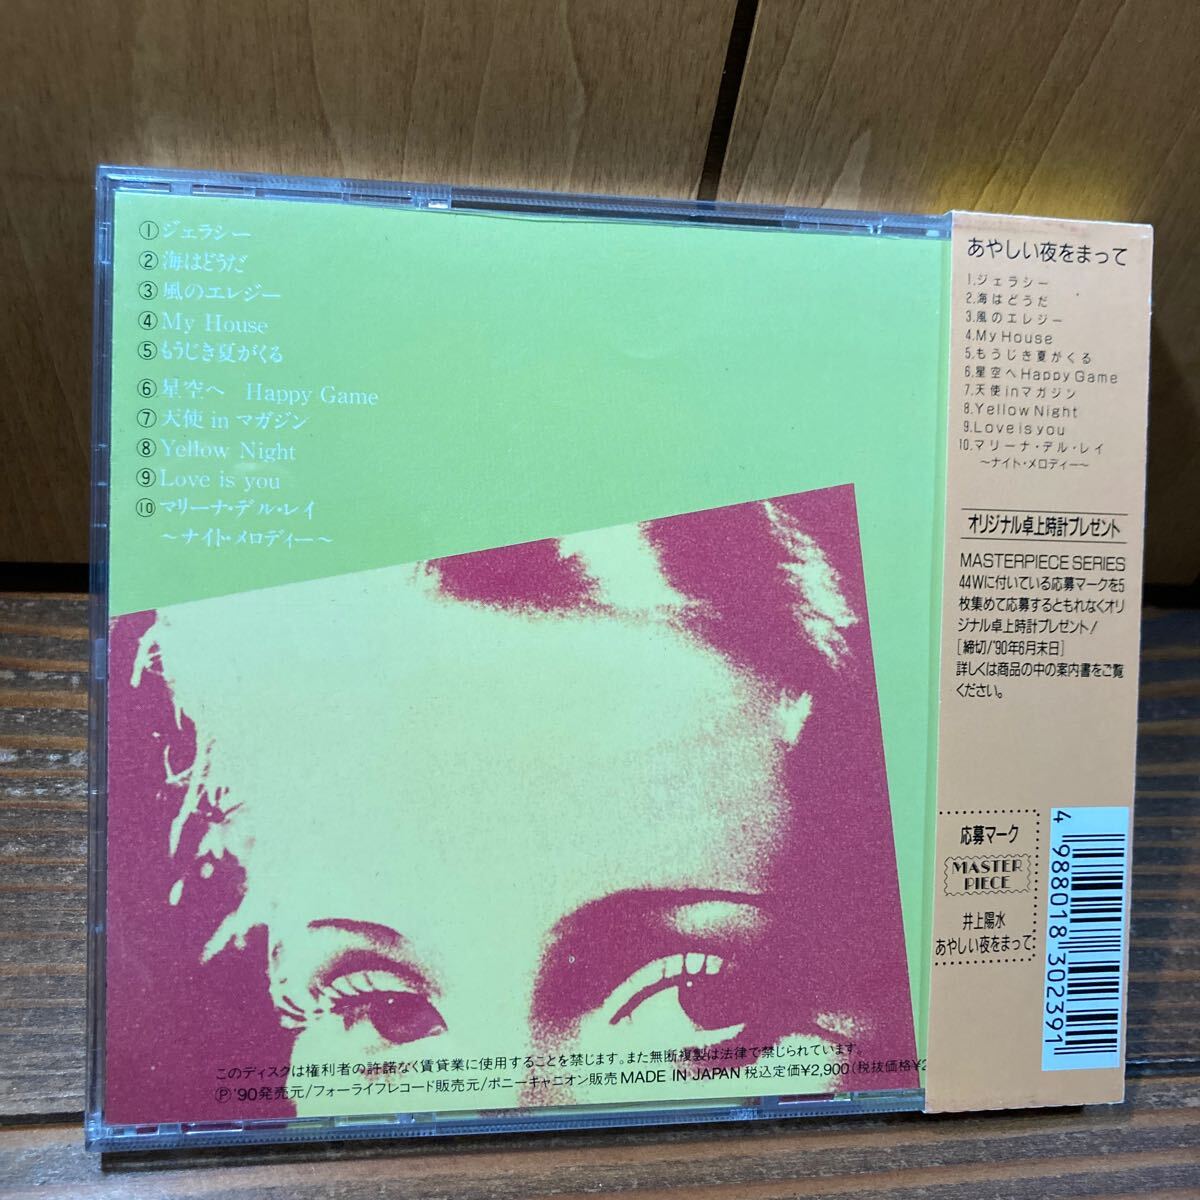 ①ジェラシー
②海はどうだ
③風のエレジー
④My House
⑤もうじき夏がくる
⑥星空へ Happy Game
⑦天使 in マガジン
⑧Yellow Night
⑨Love is you
⑩マリーナ・デル・レイ
～ナイト・メロディー～
このディスクは権利者の許諾なく賃貸業に使用することを禁じます。また無断複製は法律で禁じられています。
Ⓟ'90発売元/フォーライフレコード販売元/ポニーキャニオン販売 MADE IN JAPAN 税込定価¥2,900(税抜価格¥2
あやしい夜をまって
1.ジェラシー
2.海はどうだ
3.風のエレジー
4.My House
5.もうじき夏がくる
6.星空へHappy Game
7.天使inマガジン
8.Yellow Night
9.Love is you
10.マリーナ・デル・レイ
～ナイト・メロディー～
オリジナル卓上時計プレゼント
MASTERPIECE SERIES
44Wに付いている応募マークを5
枚集めて応募するともれなくオリ
ジナル卓上時計プレゼント!
[締切/'90年6月末日]
詳しくは商品の中の案内書をご覧
ください。
応募マーク
MASTER
PIECE
井上陽水
あやしい夜をまって
4 988018 302391